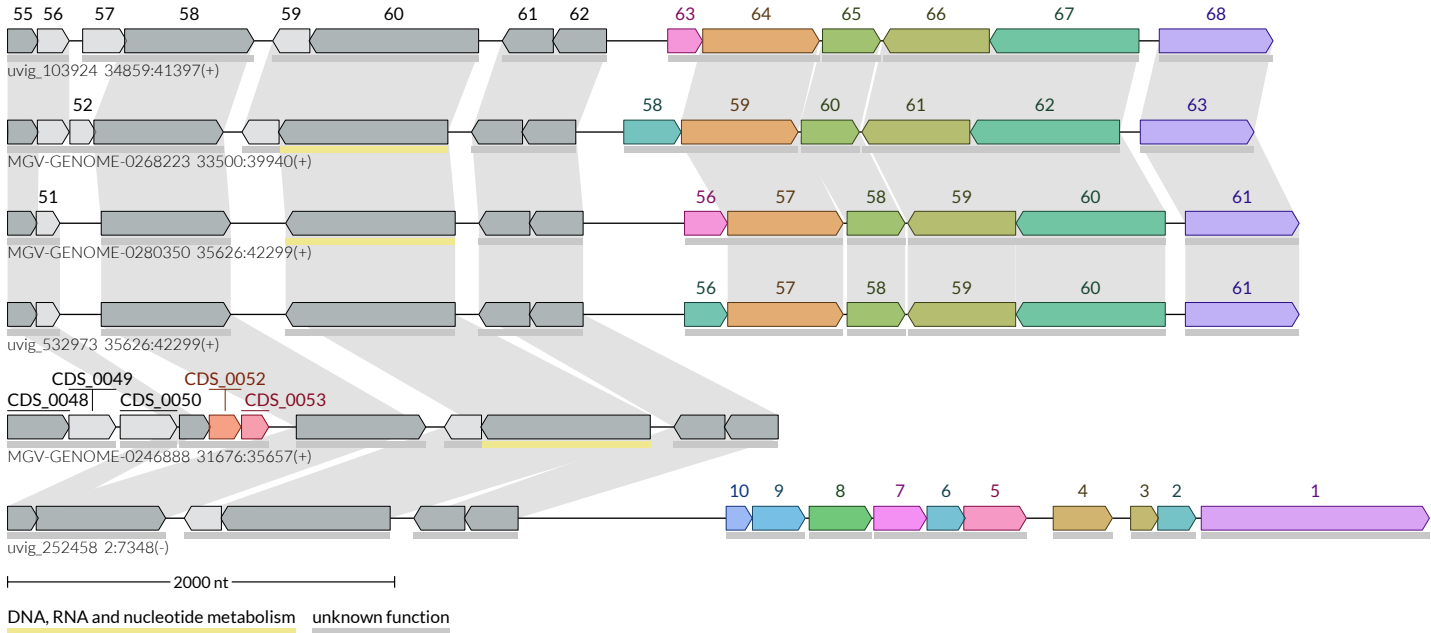 55 56 57 58 59 60 61 62 63 64 65 66 67 68
uvig_103924 34859:41397(+)
52 58 59 60 61 62 63
MGV-GENOME-0268223 33500:39940(+)
51 56 57 58 59 60 61
MGV-GENOME-0280350 35626:42299(+)
56 57 58 59 60 61
uvig_532973 35626:42299(+)
CDS_0049 CDS_0052
CDS_0048 CDS_0050 CDS_0053
MGV-GENOME-0246888 31676:35657(+)
10 9 8 7 6 5 4 3 2 1
uvig_252458 2:7348(-)
2000 nt
DNA, RNA and nucleotide metabolism unknown function